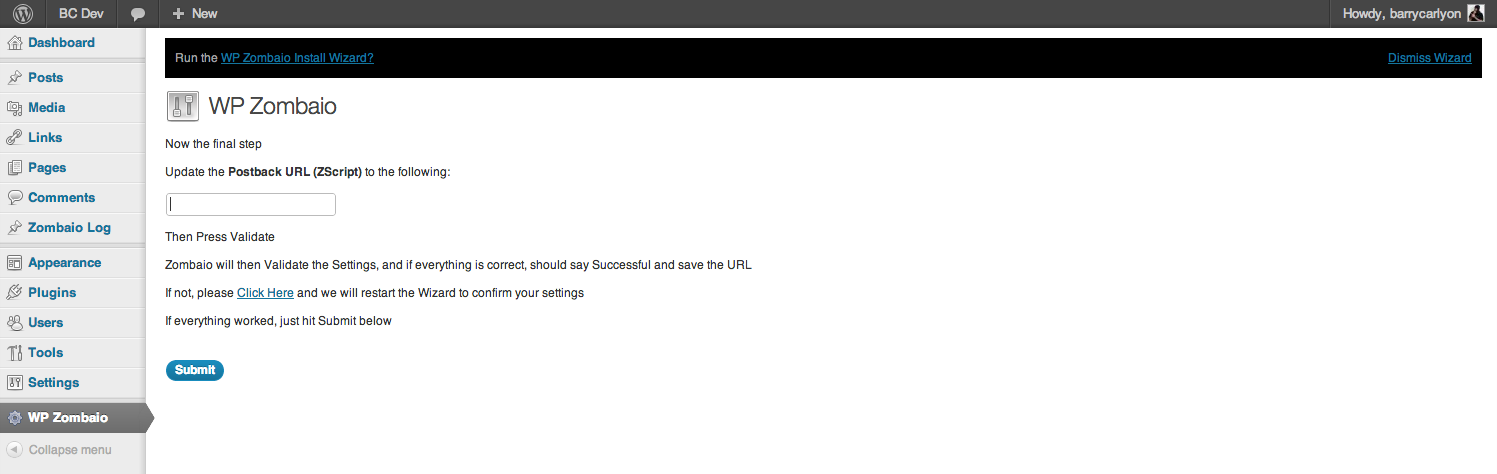 BC Dev + New Howdy, barrycarlyon
Dashboard
Posts
Media
Links
Pages
Comments
Zombaio Log
Appearance
Plugins
Users
Tools
Settings
WP Zombaio
Collapse menu
Run the WP Zombaio Install Wizard? Dismiss Wizard
WP Zombaio
Now the final step
Update the Postback URL (ZScript) to the following:
Then Press Validate
Zombaio will then Validate the Settings, and if everything is correct, should say Successful and save the URL
If not, please Click Here and we will restart the Wizard to confirm your settings
If everything worked, just hit Submit below
Submit